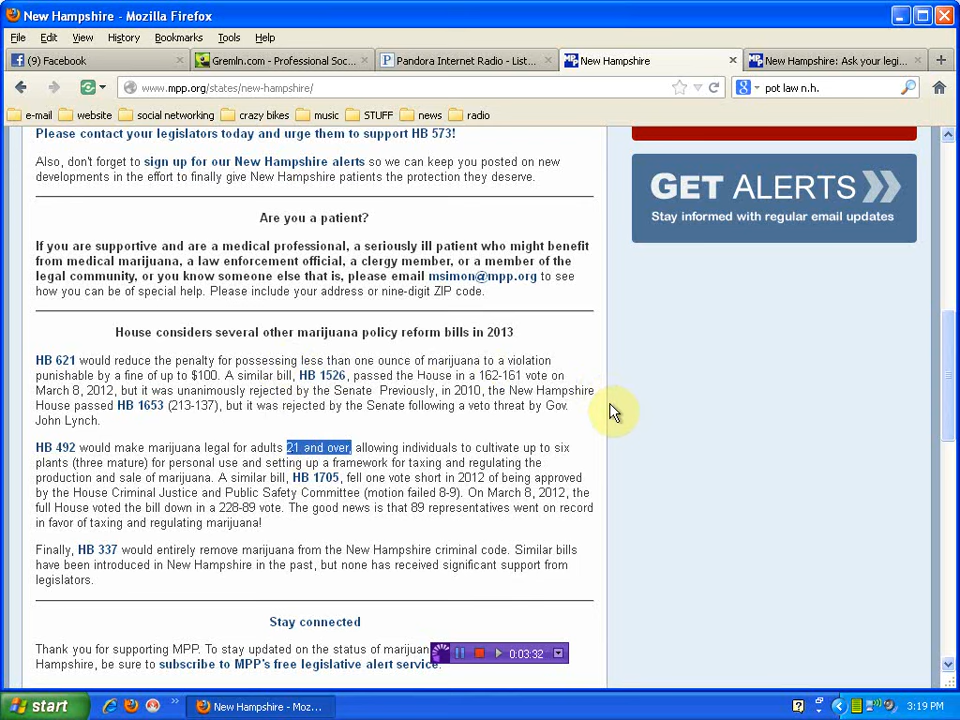 New Hampshire - Mozilla Firefox
File Edit View History Bookmarks Tools Help
(9) Facebook
Gremln.com - Professional Soc...
Pandora Internet Radio - List...
New Hampshire
New Hampshire: Ask your legi...
www.mpp.org/states/new-hampshire/
pot law n.h.
e-mail website social networking crazy bikes music STUFF news radio
Please contact your legislators today and urge them to support HB 573!
Also, don't forget to sign up for our New Hampshire alerts so we can keep you posted on new
developments in the effort to finally give New Hampshire patients the protection they deserve.
GET ALERTS
Stay informed with regular email updates
Are you a patient?
If you are supportive and are a medical professional, a seriously ill patient who might benefit
from medical marijuana, a law enforcement official, a clergy member, or a member of the
legal community, or you know someone else that is, please email msimon@mpp.org to see
how you can be of special help. Please include your address or nine-digit ZIP code.
House considers several other marijuana policy reform bills in 2013
HB 621 would reduce the penalty for possessing less than one ounce of marijuana to a violation
punishable by a fine of up to $100. A similar bill, HB 1526, passed the House in a 162-161 vote on
March 8, 2012, but it was unanimously rejected by the Senate Previously, in 2010, the New Hampshire
House passed HB 1653 (213-137), but it was rejected by the Senate following a veto threat by Gov.
John Lynch.
HB 492 would make marijuana legal for adults 21 and over, allowing individuals to cultivate up to six
plants (three mature) for personal use and setting up a framework for taxing and regulating the
production and sale of marijuana. A similar bill, HB 1705, fell one vote short in 2012 of being approved
by the House Criminal Justice and Public Safety Committee (motion failed 8-9). On March 8, 2012, the
full House voted the bill down in a 228-89 vote. The good news is that 89 representatives went on record
in favor of taxing and regulating marijuana!
Finally, HB 337 would entirely remove marijuana from the New Hampshire criminal code. Similar bills
have been introduced in New Hampshire in the past, but none has received significant support from
legislators.
Stay connected
Thank you for supporting MPP. To stay updated on the status of marijuan
Hampshire, be sure to subscribe to MPP's free legislative alert service.
0:03:32
start
New Hampshire - Moz...
3:19 PM